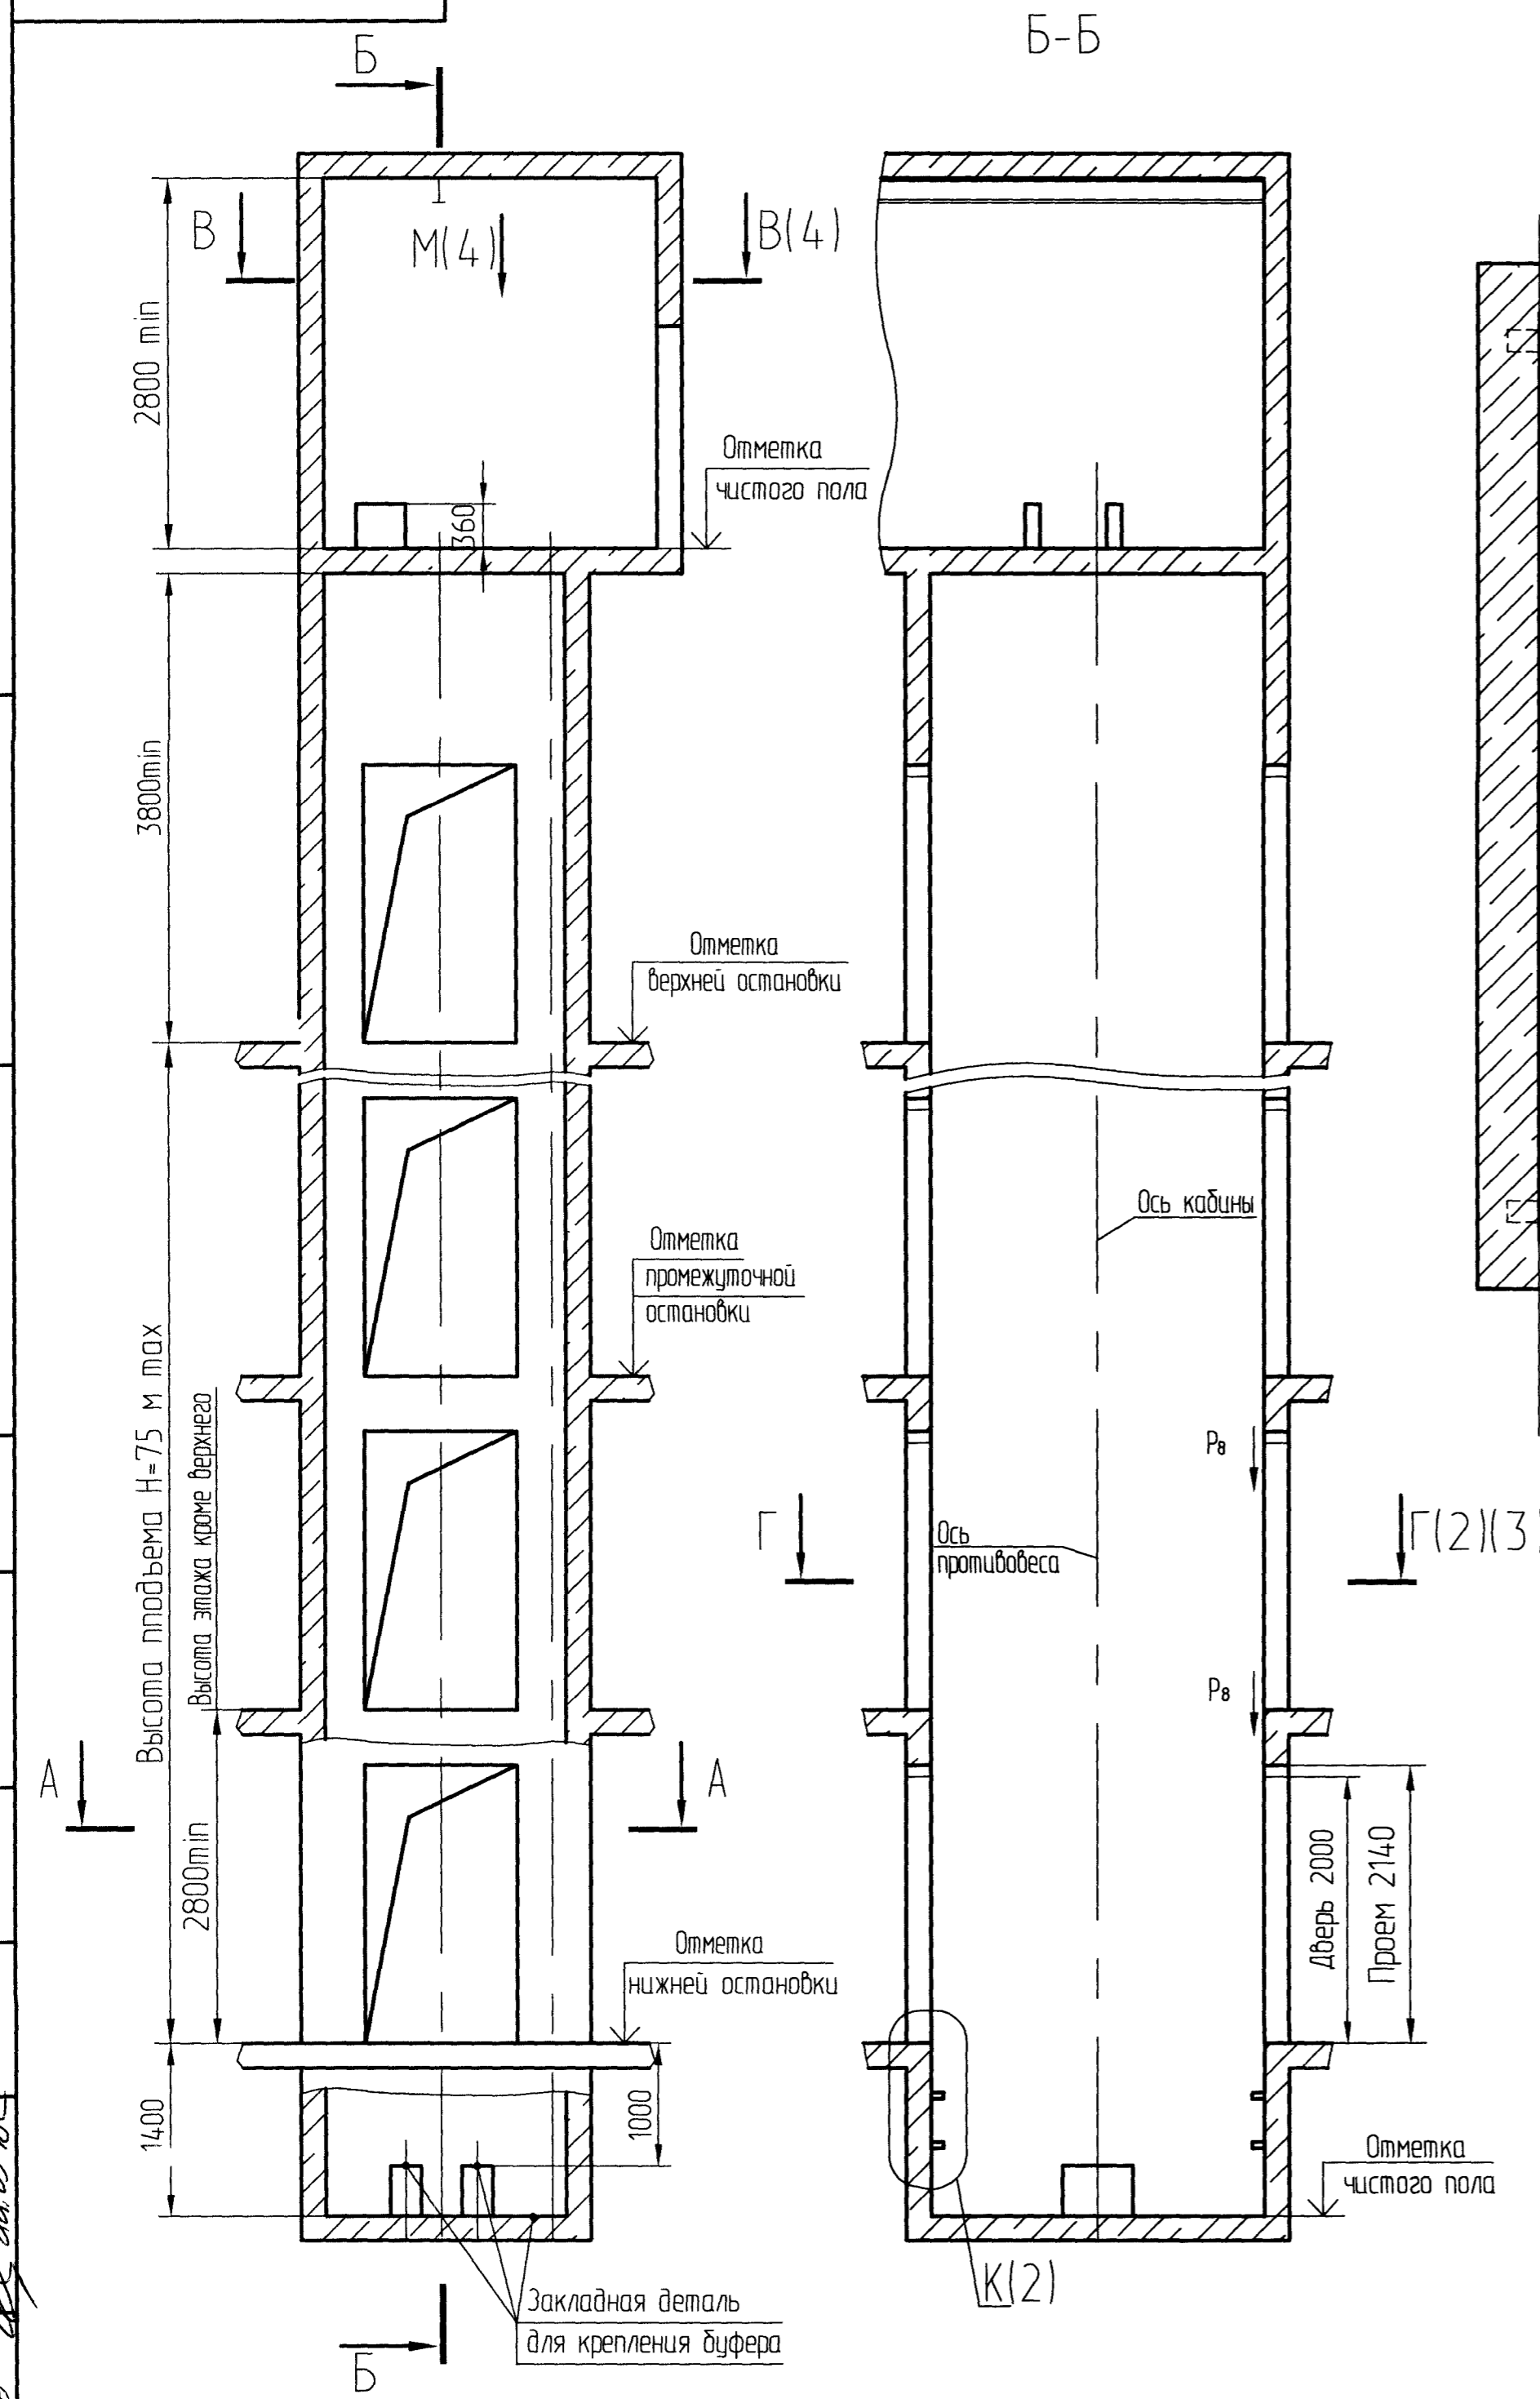 Б-Б
Б
В
М(4)
В(4)
2800 min
Отметка
чистого пола
360
3800min
Отметка
верхней остановки
Ось кабины
Отметка
промежуточной
остановки
Высота пподъема Н=75 м max
Высота этажа кроме верхнего
Р8
Г
Г(2)(3)
Ось
противовеса
Р8
А
А
2800min
Дверь 2000
Проем 2140
Отметка
нижней остановки
1400
1000
Отметка
чистого пола
К(2)
Закладная деталь
для крепления буфера
Б